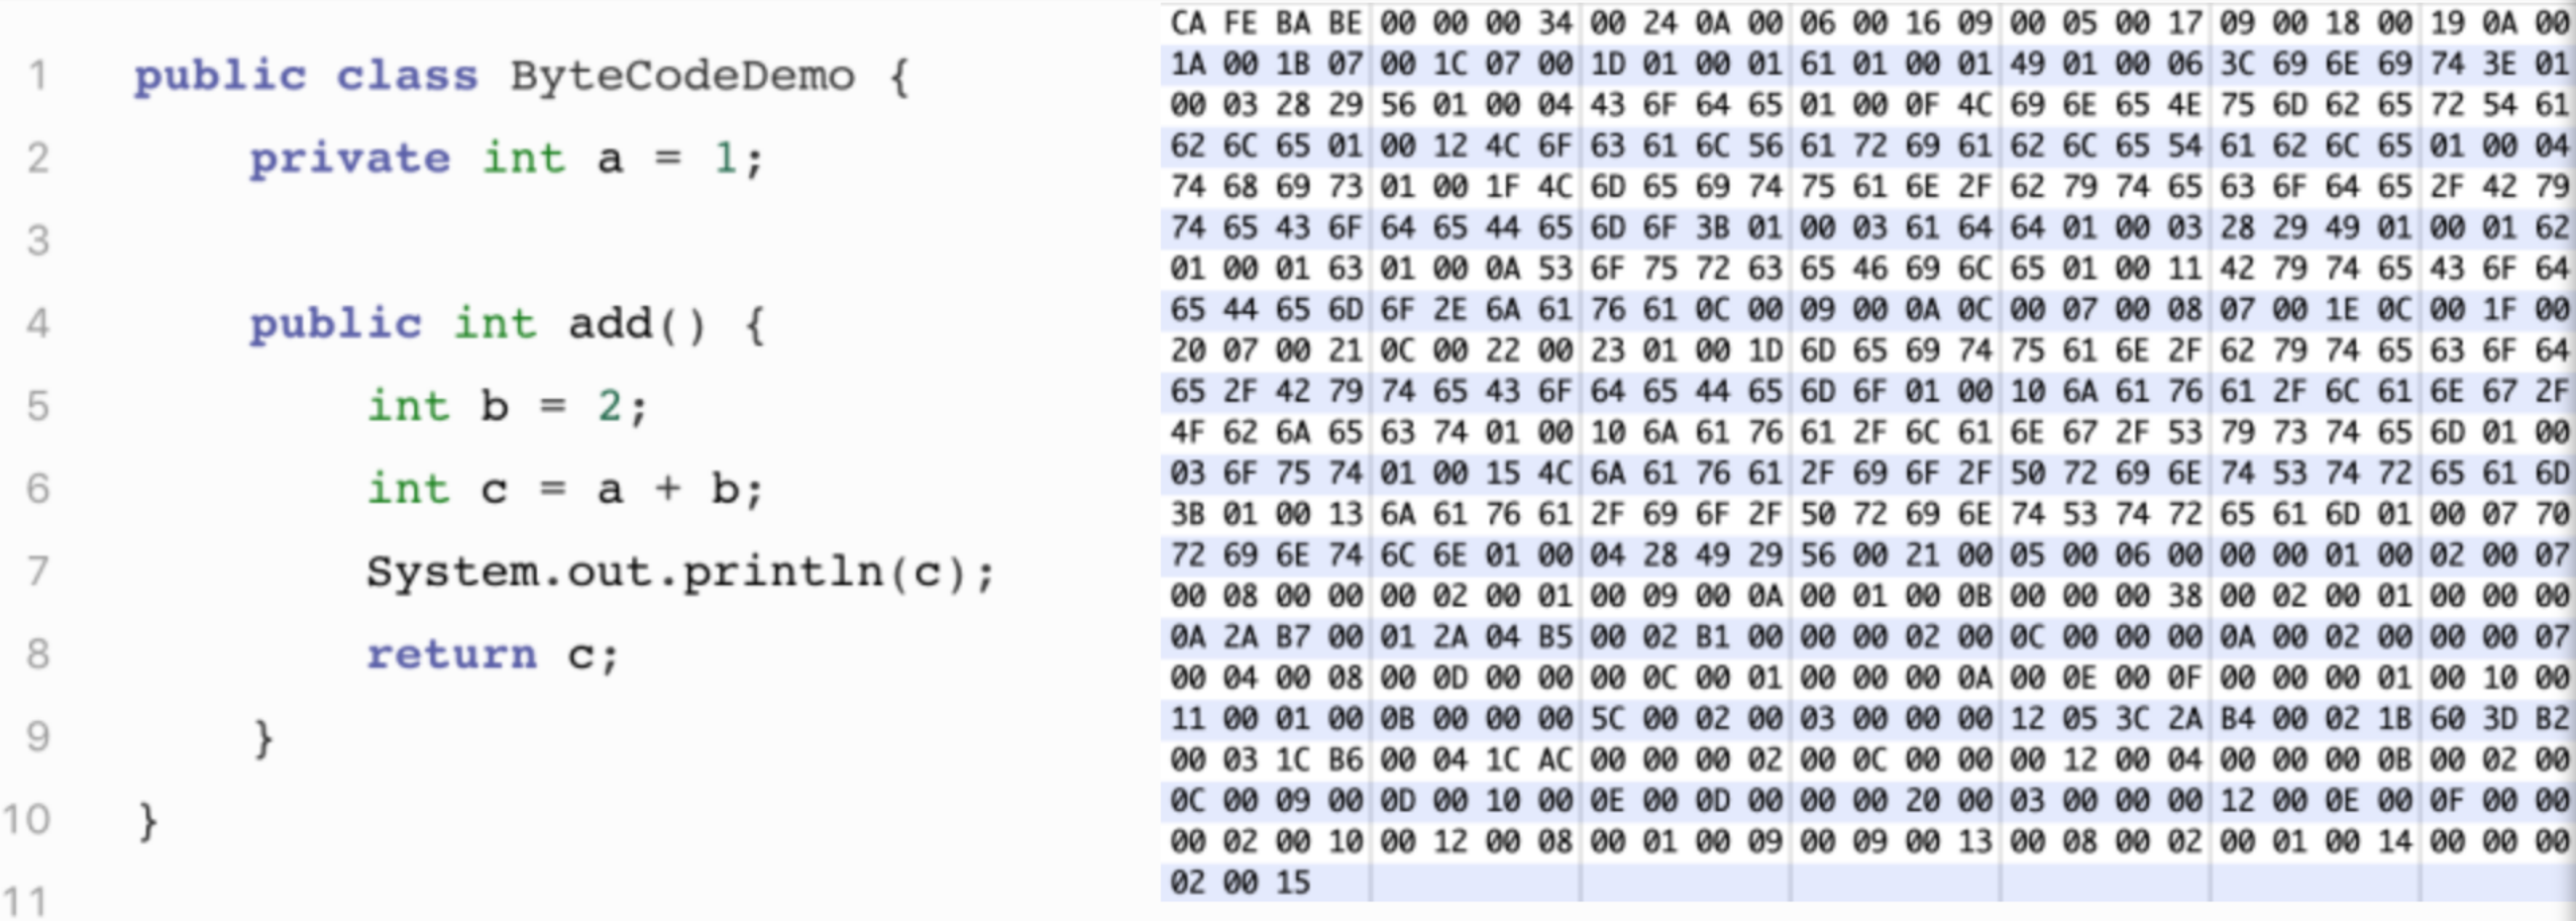 1 public class ByteCodeDemo {
2 private int a = 1;
3
4 public int add() {
5 int b = 2;
6 int c = a + b;
7 System.out.println(c);
8 return c;
9 }
10 }
11
CA FE BA BE 00 00 00 34 00 24 0A 00 06 00 16 09 00 05 00 17 09 00 18 00 19 0A 00
1A 00 1B 07 00 1C 07 00 1D 01 00 01 61 01 00 01 49 01 00 06 3C 69 6E 69 74 3E 01
00 03 28 29 56 01 00 04 43 6F 64 65 01 00 0F 4C 69 6E 65 4E 75 6D 62 65 72 54 61
62 6C 65 01 00 12 4C 6F 63 61 6C 56 61 72 69 61 62 6C 65 54 61 62 6C 65 01 00 04
74 68 69 73 01 00 1F 4C 6D 65 69 74 75 61 6E 2F 62 79 74 65 63 6F 64 65 2F 42 79
74 65 43 6F 64 65 44 65 6D 6F 3B 01 00 03 61 64 64 01 00 03 28 29 49 01 00 01 62
01 00 01 63 01 00 0A 53 6F 75 72 63 65 46 69 6C 65 01 00 11 42 79 74 65 43 6F 64
65 44 65 6D 6F 2E 6A 61 76 61 0C 00 09 00 0A 0C 00 07 00 08 07 00 1E 0C 00 1F 00
20 07 00 21 0C 00 22 00 23 01 00 1D 6D 65 69 74 75 61 6E 2F 62 79 74 65 63 6F 64
65 2F 42 79 74 65 43 6F 64 65 44 65 6D 6F 01 00 10 6A 61 76 61 2F 6C 61 6E 67 2F
4F 62 6A 65 63 74 01 00 10 6A 61 76 61 2F 6C 61 6E 67 2F 53 79 73 74 65 6D 01 00
03 6F 75 74 01 00 15 4C 6A 61 76 61 2F 69 6F 2F 50 72 69 6E 74 53 74 72 65 61 6D
3B 01 00 13 6A 61 76 61 2F 69 6F 2F 50 72 69 6E 74 53 74 72 65 61 6D 01 00 07 70
72 69 6E 74 6C 6E 01 00 04 28 49 29 56 00 21 00 05 00 06 00 00 00 01 00 02 00 07
00 08 00 00 00 02 00 01 00 09 00 0A 00 01 00 0B 00 00 00 38 00 02 00 01 00 00 00
0A 2A B7 00 01 2A 04 B5 00 02 B1 00 00 00 02 00 0C 00 00 00 0A 00 02 00 00 00 07
00 04 00 08 00 0D 00 00 00 0C 00 01 00 00 00 0A 00 0E 00 0F 00 00 00 01 00 10 00
11 00 01 00 0B 00 00 00 5C 00 02 00 03 00 00 00 12 05 3C 2A B4 00 02 1B 60 3D B2
00 03 1C B6 00 04 1C AC 00 00 00 02 00 0C 00 00 00 12 00 04 00 00 00 0B 00 02 00
0C 00 09 00 0D 00 10 00 0E 00 0D 00 00 00 20 00 03 00 00 00 12 00 0E 00 0F 00 00
00 02 00 10 00 12 00 08 00 01 00 09 00 09 00 13 00 08 00 02 00 01 00 14 00 00 00
02 00 15